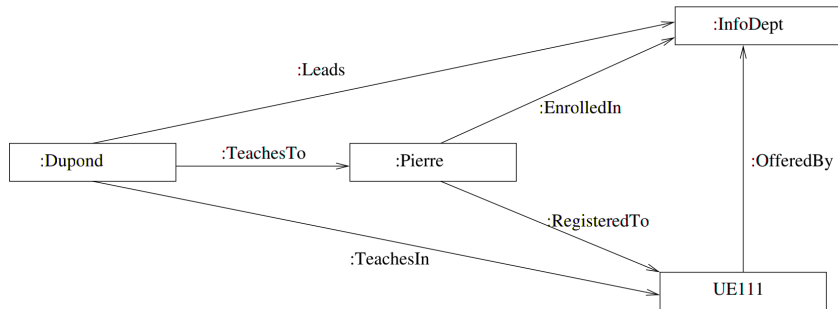 :InfoDept
:Leads
:EnrolledIn
:Dupond
:TeachesTo
:Pierre
:OfferedBy
:RegisteredTo
:TeachesIn
UE111